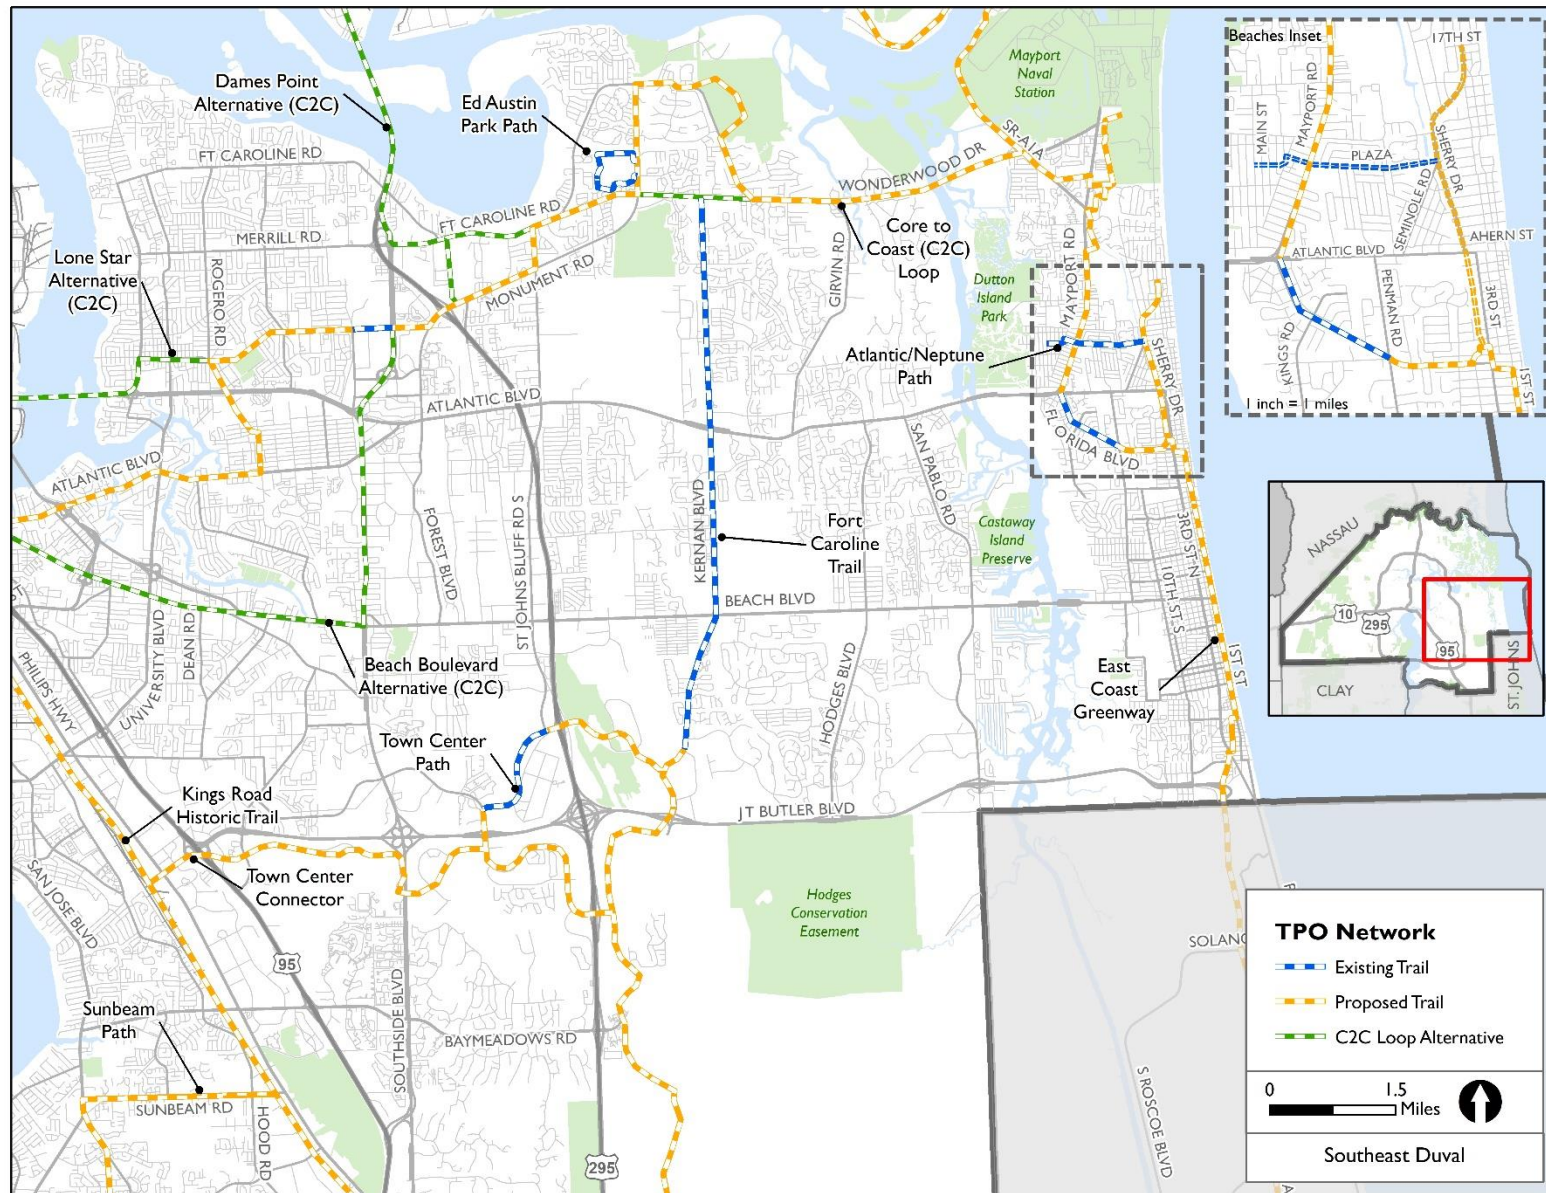 Dames Point
Alternative (C2C)
Ed Austin
Park Path
Mayport
Naval
Station
FT CAROLINE RD
SR-A1A
WONDERWOOD DR
FT CAROLINE RD
MERRILL RD
Lone Star
Alternative
(C2C)
ROGERO RD
MONUMENT RD
Core to
Coast (C2C)
Loop
GIRVIN RD
MAYPORT RD
Dutton
Island
Park
Atlantic/Neptune
Path
SHERRY DR
ATLANTIC BLVD
FLORIDA BLVD
SAN PABLO RD
ATLANTIC BLVD
KERNAN BLVD
Fort
Caroline
Trail
Castaway
Island
Preserve
3RD ST N
10TH ST S
FOREST BLVD
ST JOHNS BLUFF RD S
BEACH BLVD
UNIVERSITY BLVD
DEAN RD
PHILIPS HWY
Beach Boulevard
Alternative (C2C)
HODGES BLVD
East
Coast
Greenway
1ST ST
Town Center
Path
Kings Road
Historic Trail
JT BUTLER BLVD
Town Center
Connector
SAN JOSE BLVD
Hodges
Conservation
Easement
95
Sunbeam
Path
SOUTHSIDE BLVD
BAYMEADOWS RD
SUNBEAM RD
HOOD RD
295
S ROSCOE BLVD
Beaches Inset
17TH ST
MAIN ST
MAYPORT RD
PLAZA
SHERRY DR
SEMINOLE RD
AHERN ST
ATLANTIC BLVD
3RD ST
PENMAN RD
KINGS RD
1ST ST
1 inch = 1 miles
NASSAU
10
295
95
CLAY
ST. JOHNS
TPO Network
Existing Trail
Proposed Trail
C2C Loop Alternative
0 1.5
Miles
Southeast Duval